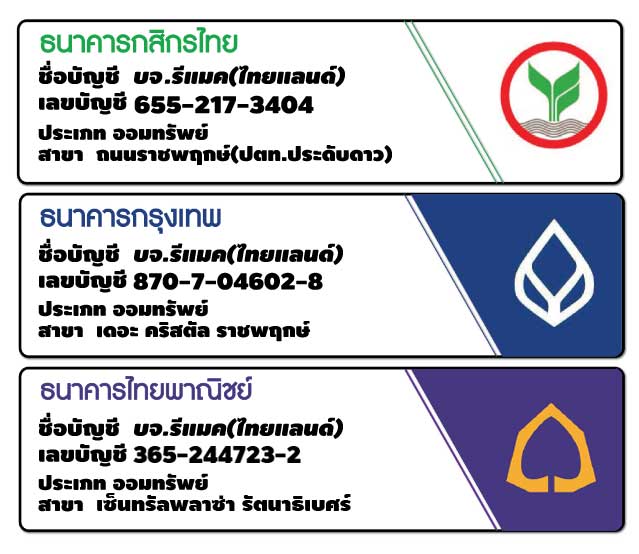 ธนาคารกสิกรไทย
ชื่อบัญชี บจ.รีแมค(ไทยแลนด์)
เลขบัญชี 655-217-3404
ประเภท ออมทรัพย์
สาขา ถนนราชพฤกษ์(ปตท.ประดับดาว)
ธนาคารกรุงเทพ
ชื่อบัญชี บจ.รีแมค(ไทยแลนด์)
เลขบัญชี 870-7-04602-8
ประเภท ออมทรัพย์
สาขา เดอะ คริสตัล ราชพฤกษ์
ธนาคารไทยพาณิชย์
ชื่อบัญชี บจ.รีแมค(ไทยแลนด์)
เลขบัญชี 365-244723-2
ประเภท ออมทรัพย์
สาขา เซ็นทรัลพลาซ่า รัตนาธิเบศร์